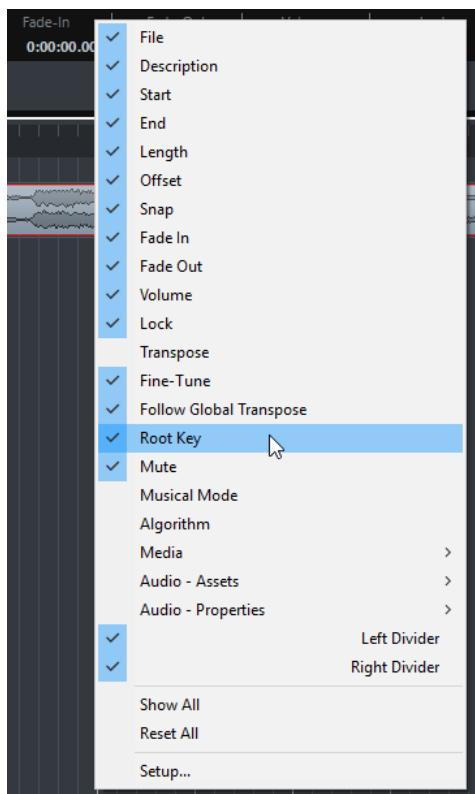 Fade-In
0:00:00.00
File
Description
Start
End
Length
Offset
Snap
Fade In
Fade Out
Volume
Lock
Transpose
Fine-Tune
Follow Global Transpose
Root Key
Mute
Musical Mode
Algorithm
Media
Audio - Assets
Audio - Properties
Left Divider
Right Divider
Show All
Reset All
Setup...